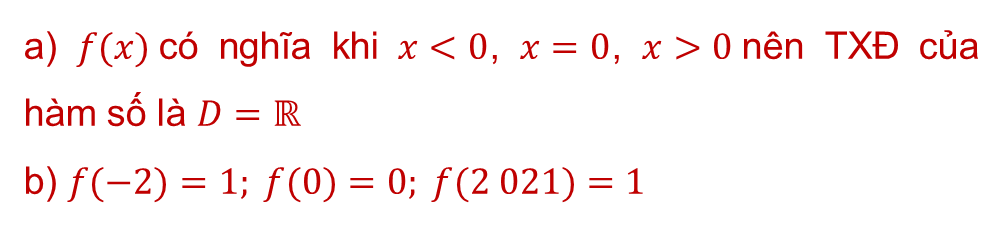 a) f(x) có nghĩa khi x < 0, x = 0, x > 0 nên TXĐ của
hàm số là D = ℝ
b) f(−2) = 1; f(0) = 0; f(2 021) = 1